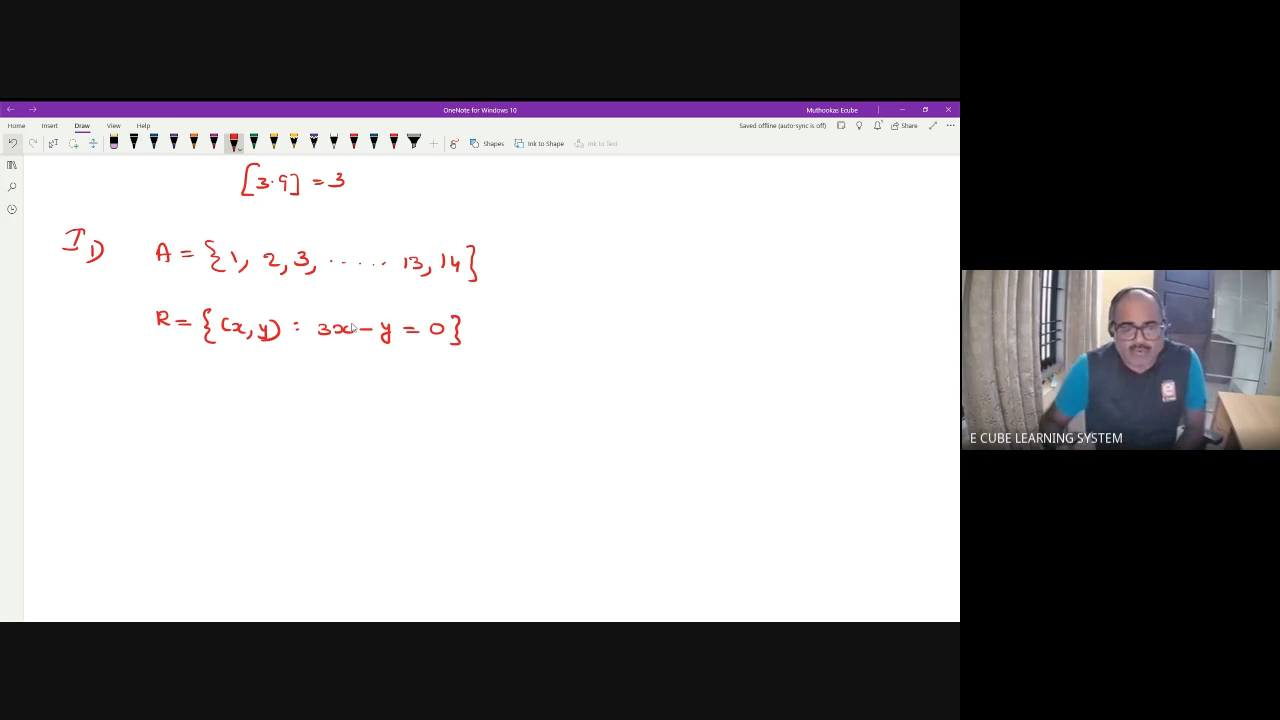 OneNote for Windows 10
Muthookas Ecube
Home Insert Draw View Help
Saved offline (auto-sync is off)
Share
Shapes
Ink to Shape
Ink to Text
[3.9] = 3
I) A = {1, 2, 3, ...... 13, 14}
R = {(x, y) : 3x - y = 0}
E CUBE LEARNING SYSTEM